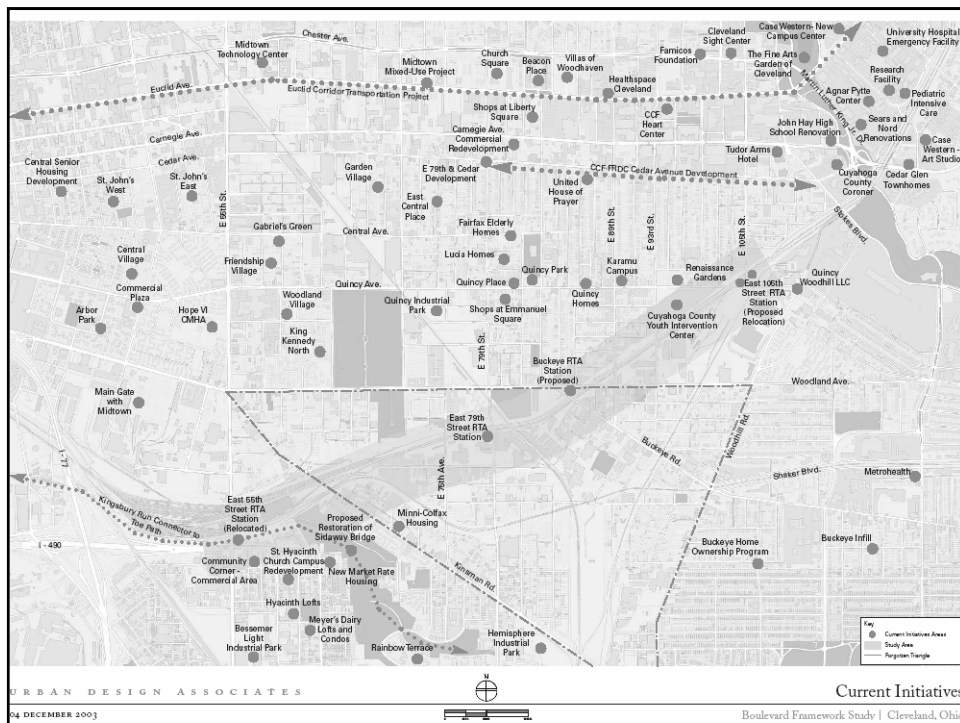 Chester Ave.
Midtown
Technology Center
Midtown
Mixed-Use Project
Church
Square
Beacon
Place
Villas of
Woodhaven
Famicos
Foundation
Cleveland
Sight Center
Case Western- New
Campus Center
The Fine Arts
Garden of
Cleveland
University Hospital
Emergency Facility
Research
Facility
Pediatric
Intensive
Care
Agnar Pytte
Center
Euclid Ave.
Euclid Corridor Transportation Project
Healthspace
Cleveland
Martin Luther King Jr. Dr.
Shops at Liberty
Square
CCF
Heart
Center
John Hay High
School Renovation
Sears and
Nord
Renovations
Case
Western -
Art Studio
Carnegie Ave.
Carnegie Ave.
Commercial
Redevelopment
Tudor Arms
Hotel
Cedar Ave.
Central Senior
Housing
Development
St. John's
West
St. John's
East
Garden
Village
E 79th & Cedar
Development
CCF-FRDC Cedar Avenue Development
United
House of
Prayer
Cuyahoga
County
Coroner
Cedar Glen
Townhomes
E 55th St.
East
Central
Place
Stokes Blvd.
E 89th St.
E 93rd St.
E 105th St.
Gabriel's Green
Central Ave.
Fairfax Elderly
Homes
Central
Village
Friendship
Village
Lucia Homes
Karamu
Campus
Renaissance
Gardens
Commercial
Plaza
Quincy Ave.
Quincy Place
Quincy Park
Quincy
Homes
East 105th
Street RTA
Station
(Proposed
Relocation)
Quincy
Woodhill LLC
Arbor
Park
Hope VI
CMHA
Woodland
Village
Quincy Industrial
Park
Shops at Emmanuel
Square
Cuyahoga County
Youth Intervention
Center
King
Kennedy
North
E 79th St.
Buckeye RTA
Station
(Proposed)
Woodland Ave.
Main Gate
with
Midtown
East 79th
Street RTA
Station
Buckeye Rd.
Woodhill Rd.
I - 77
E 75th Ave.
Shaker Blvd.
Metrohealth
Kingsbury Run Connector to
Toe Path
East 55th
Street RTA
Station
(Relocated)
Proposed
Restoration of
Sidaway Bridge
Minni-Colfax
Housing
I - 490
Community
Corner -
Commercial Area
St. Hyacinth
Church Campus
Redevelopment
New Market Rate
Housing
Kinsman Rd.
Buckeye Home
Ownership Program
Buckeye Infill
Hyacinth Lofts
Bessemer
Light
Industrial Park
Meyer's Dairy
Lofts and
Condos
Rainbow Terrace
Hemisphere
Industrial
Park
Key
Current Initiatives Areas
Study Area
Forgotten Triangle
URBAN DESIGN ASSOCIATES
N
Current Initiatives
04 DECEMBER 2003
Boulevard Framework Study | Cleveland, Ohio